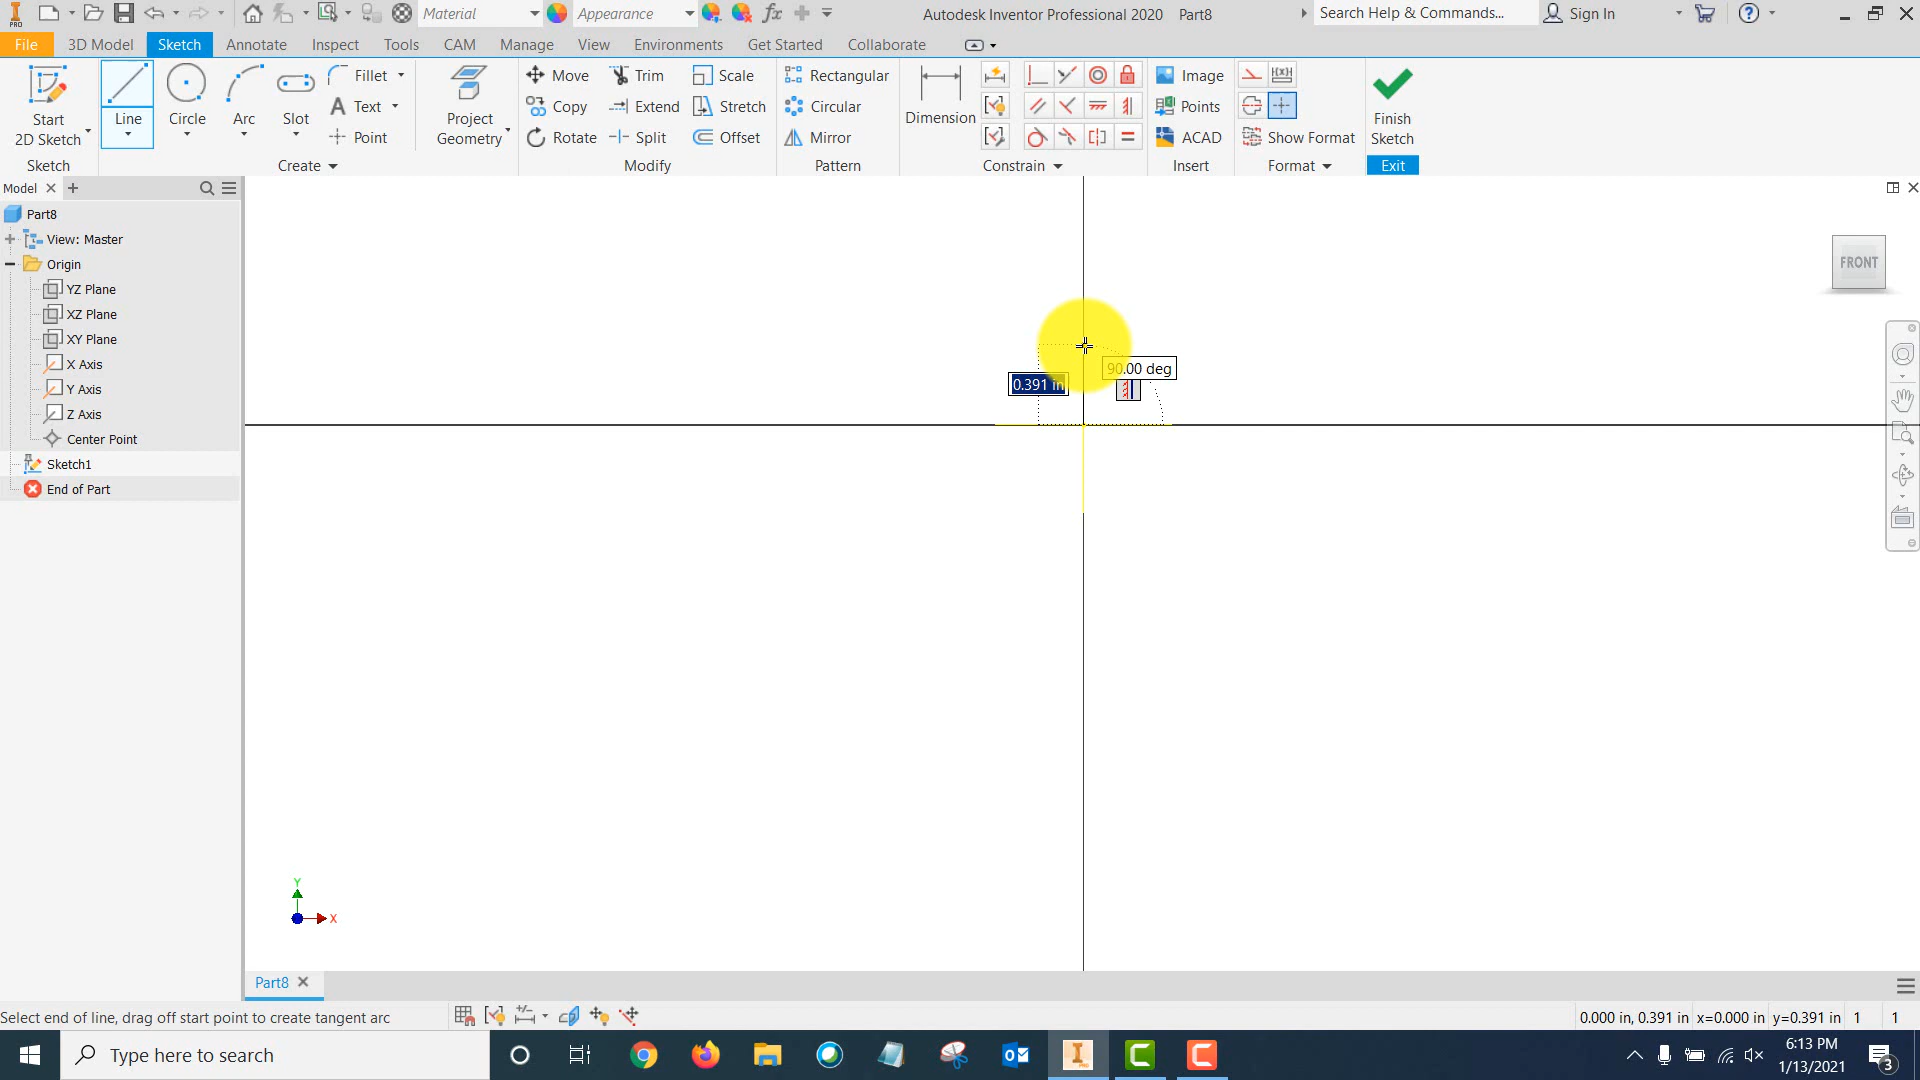 Material
Appearance
Autodesk Inventor Professional 2020 Part8
Search Help & Commands...
Sign In
PRO
File
3D Model
Sketch
Annotate
Inspect
Tools
CAM
Manage
View
Environments
Get Started
Collaborate
Start
2D Sketch
Line
Circle
Arc
Slot
Fillet
Text
Point
Project
Geometry
Move
Copy
Rotate
Trim
Extend
Split
Scale
Stretch
Offset
Rectangular
Circular
Mirror
Dimension
Image
Points
ACAD
Show Format
Finish
Sketch
Sketch
Create
Modify
Pattern
Constrain
Insert
Format
Exit
Model
Part8
View: Master
Origin
YZ Plane
XZ Plane
XY Plane
X Axis
Y Axis
Z Axis
Center Point
Sketch1
End of Part
FRONT
90.00 deg
0.391 in
Y
X
Part8
Select end of line, drag off start point to create tangent arc
0.000 in, 0.391 in x=0.000 in y=0.391 in 1 1
Type here to search
6:13 PM
1/13/2021
3